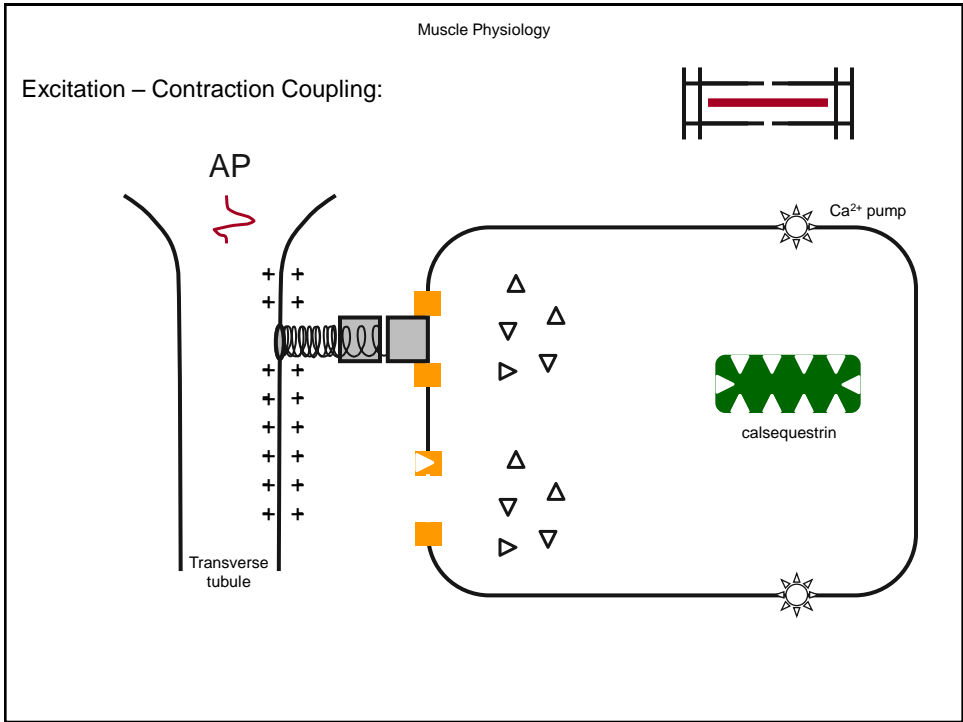 Muscle Physiology
Excitation – Contraction Coupling:
AP
Ca²⁺ pump
+ +
+ +
+ +
+ +
+ +
+ +
+ +
+ +
calsequestrin
Transverse
tubule